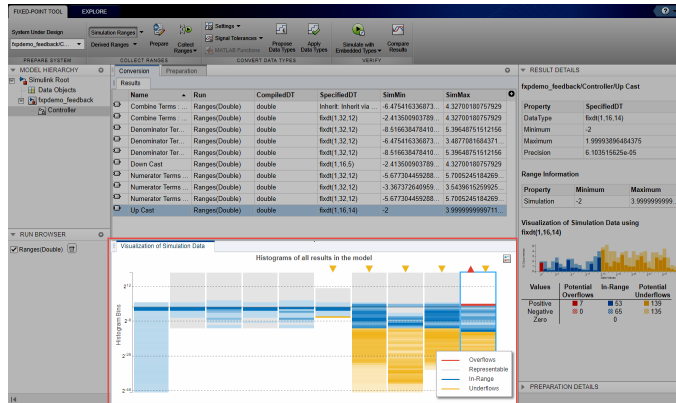 FIXED-POINT TOOL EXPLORE
System Under Design
fxpdemo_feedback/C...
Simulation Ranges
Derived Ranges
Prepare
Collect Ranges
Settings
Signal Tolerances
MATLAB Functions
Propose Data Types
Apply Data Types
Simulate with Embedded Types
Compare Results
PREPARE SYSTEM COLLECT RANGES CONVERT DATA TYPES VERIFY
MODEL HIERARCHY
Simulink Root
Data Objects
fxpdemo_feedback
Controller
RUN BROWSER
Ranges(Double)
Conversion Preparation
Results
Name Run CompiledDT SpecifiedDT SimMin SimMax
Combine Terms : ... Ranges(Double) double Inherit: Inherit via ... -6.475416336873... 4.32700180757929
Combine Terms : ... Ranges(Double) double fixdt(1,32,12) -2.413500903789... 4.32700180757929
Denominator Ter... Ranges(Double) double fixdt(1,32,12) -8.516638478410... 5.39648751512156
Denominator Ter... Ranges(Double) double fixdt(1,32,12) -6.475416336873... 3.4877081684371...
Denominator Ter... Ranges(Double) double fixdt(1,32,12) -8.516638478410... 5.39648751512156
Down Cast Ranges(Double) double fixdt(1,16,5) -2.413500903789... 4.32700180757929
Numerator Terms ... Ranges(Double) double fixdt(1,32,12) -5.677304459288... 5.7005245184269...
Numerator Terms ... Ranges(Double) double fixdt(1,32,12) -3.367372640959... 3.5439615259925...
Numerator Terms ... Ranges(Double) double fixdt(1,32,12) -5.677304459288... 5.7005245184269...
Up Cast Ranges(Double) double fixdt(1,16,14) -2 3.9999999999711...
Visualization of Simulation Data
Histograms of all results in the model
Histogram Bins
Overflows
Representable
In-Range
Underflows
RESULT DETAILS
fxpdemo_feedback/Controller/Up Cast
Property SpecifiedDT
DataType fixdt(1,16,14)
Minimum -2
Maximum 1.99993896484375
Precision 6.103515625e-05
Range Information
Property Minimum Maximum
Simulation -2 3.9999999999...
Visualization of Simulation Data using
fixdt(1,16,14)
Values Potential Overflows In-Range Potential Underflows
Positive 7 53 139
Negative 0 65 135
Zero 0
PREPARATION DETAILS